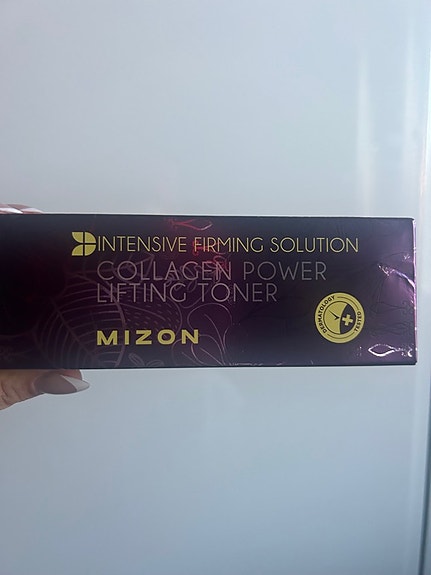 INTENSIVE FIRMING SOLUTION
COLLAGEN POWER
LIFTING TONER
MIZON
DERMATOLOGY
TESTED